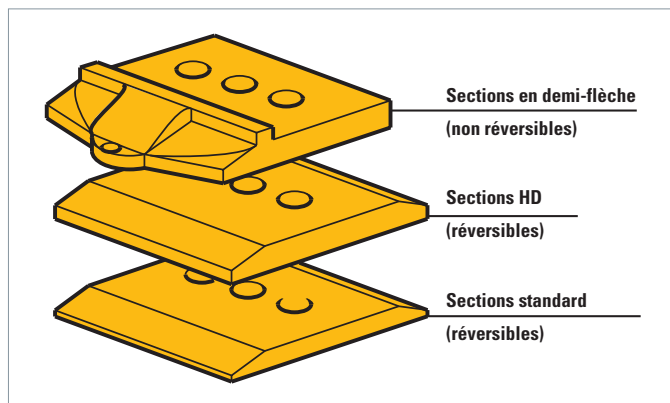 Sections en demi-flèche
(non réversibles)
Sections HD
(réversibles)
Sections standard
(réversibles)